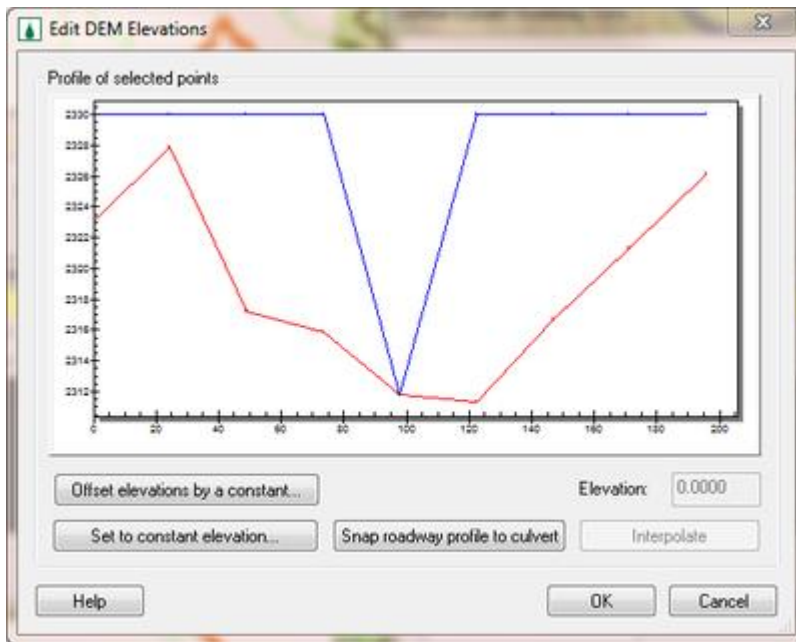 Edit DEM Elevations
Profile of selected points
2330
2328
2326
2324
2322
2320
2318
2316
2314
2312
0 20 40 60 80 100 120 140 160 180 200
Offset elevations by a constant... Elevation: 0.0000
Set to constant elevation... Snap roadway profile to culvert Interpolate
Help OK Cancel